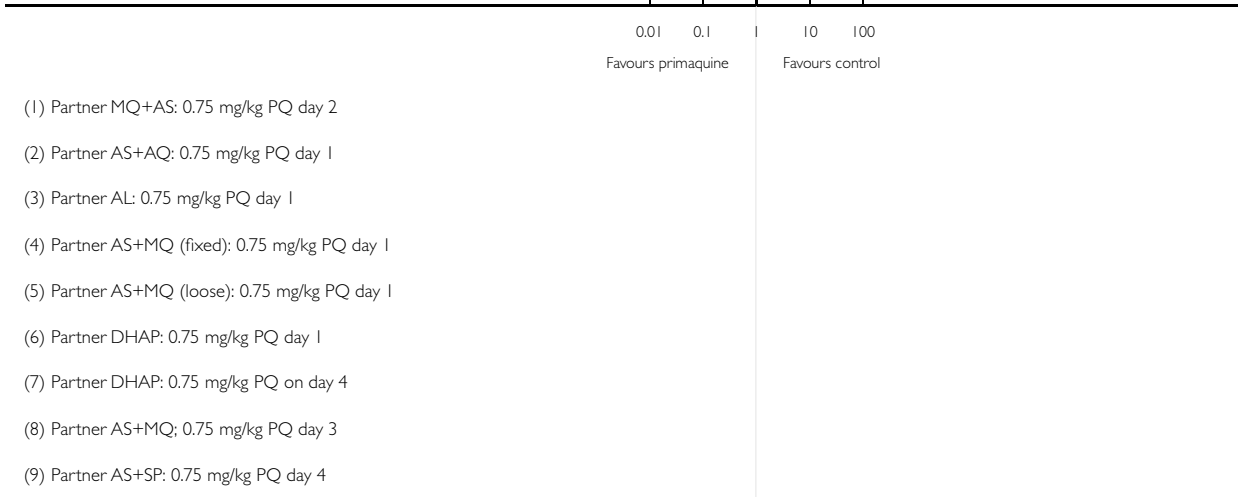 0.01 0.1 1 10 100
Favours primaquine Favours control
(1) Partner MQ+AS: 0.75 mg/kg PQ day 2
(2) Partner AS+AQ: 0.75 mg/kg PQ day 1
(3) Partner AL: 0.75 mg/kg PQ day 1
(4) Partner AS+MQ (fixed): 0.75 mg/kg PQ day 1
(5) Partner AS+MQ (loose): 0.75 mg/kg PQ day 1
(6) Partner DHAP: 0.75 mg/kg PQ day 1
(7) Partner DHAP: 0.75 mg/kg PQ on day 4
(8) Partner AS+MQ; 0.75 mg/kg PQ day 3
(9) Partner AS+SP: 0.75 mg/kg PQ day 4